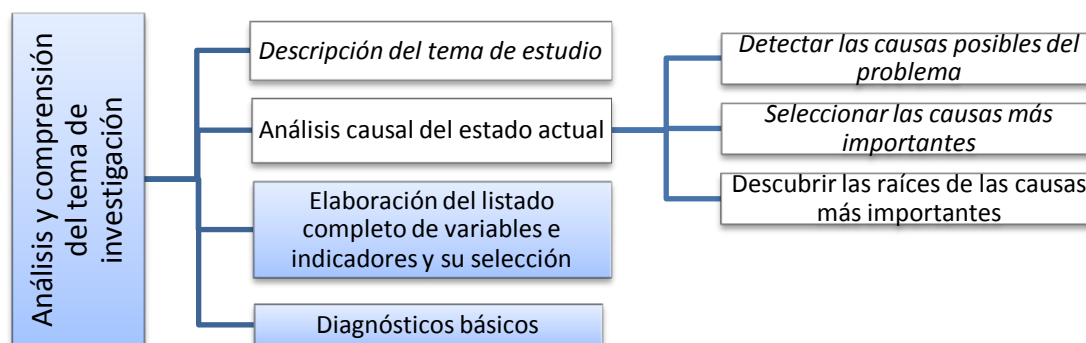 Análisis y comprensión
del tema de
investigación
Descripción del tema de estudio
Análisis causal del estado actual
Elaboración del listado
completo de variables e
indicadores y su selección
Diagnósticos básicos
Detectar las causas posibles del
problema
Seleccionar las causas más
importantes
Descubrir las raíces de las causas
más importantes